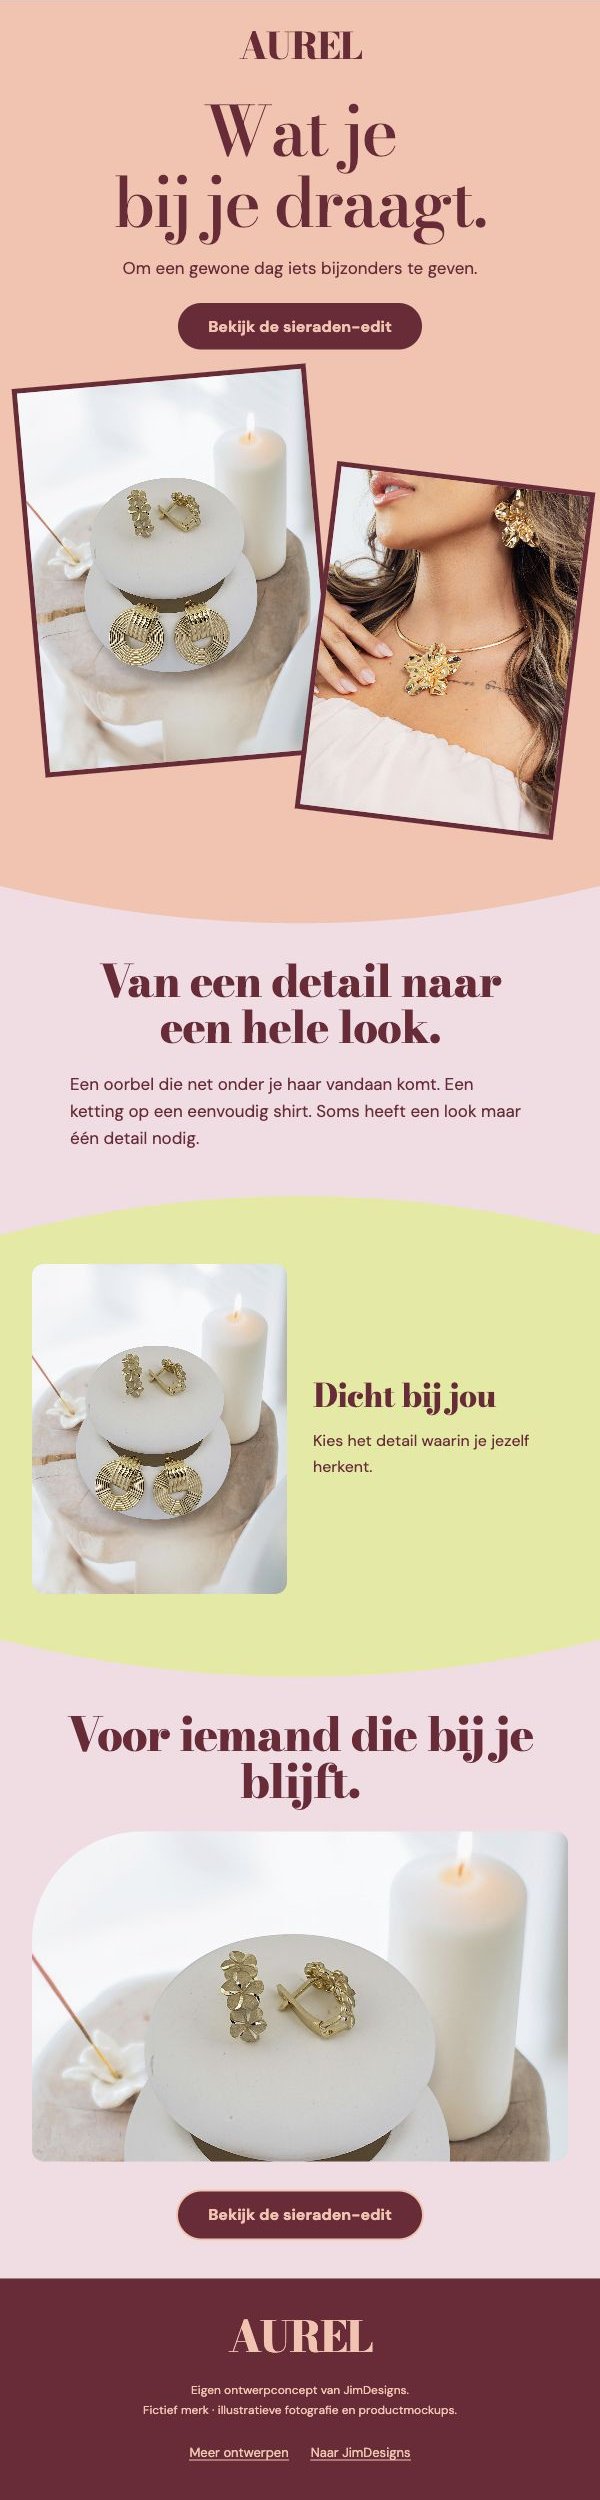 AUREL
Wat je
bij je draagt.
Om een gewone dag iets bijzonders te geven.
Bekijk de sieraden-edit
Van een detail naar
een hele look.
Een oorbel die net onder je haar vandaan komt. Een
ketting op een eenvoudig shirt. Soms heeft een look maar
één detail nodig.
Dicht bij jou
Kies het detail waarin je jezelf
herkent.
Voor iemand die bij je
blijft.
Bekijk de sieraden-edit
AUREL
Eigen ontwerpconcept van JimDesigns.
Fictief merk · illustratieve fotografie en productmockups.
Meer ontwerpen Naar JimDesigns